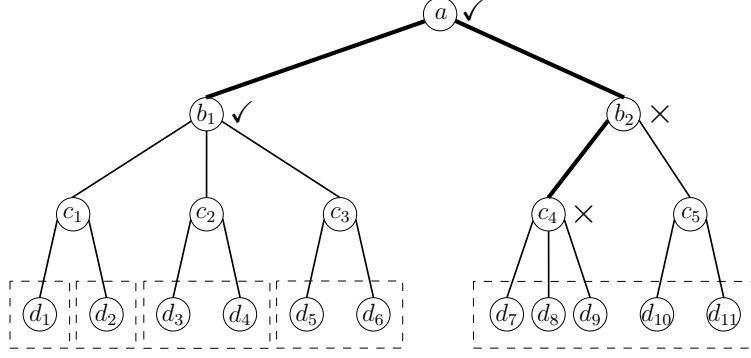 a ✓
b₁ ✓ b₂ ×
c₁ c₂ c₃ c₄ × c₅
d₁ d₂ d₃ d₄ d₅ d₆ d₇ d₈ d₉ d₁₀ d₁₁